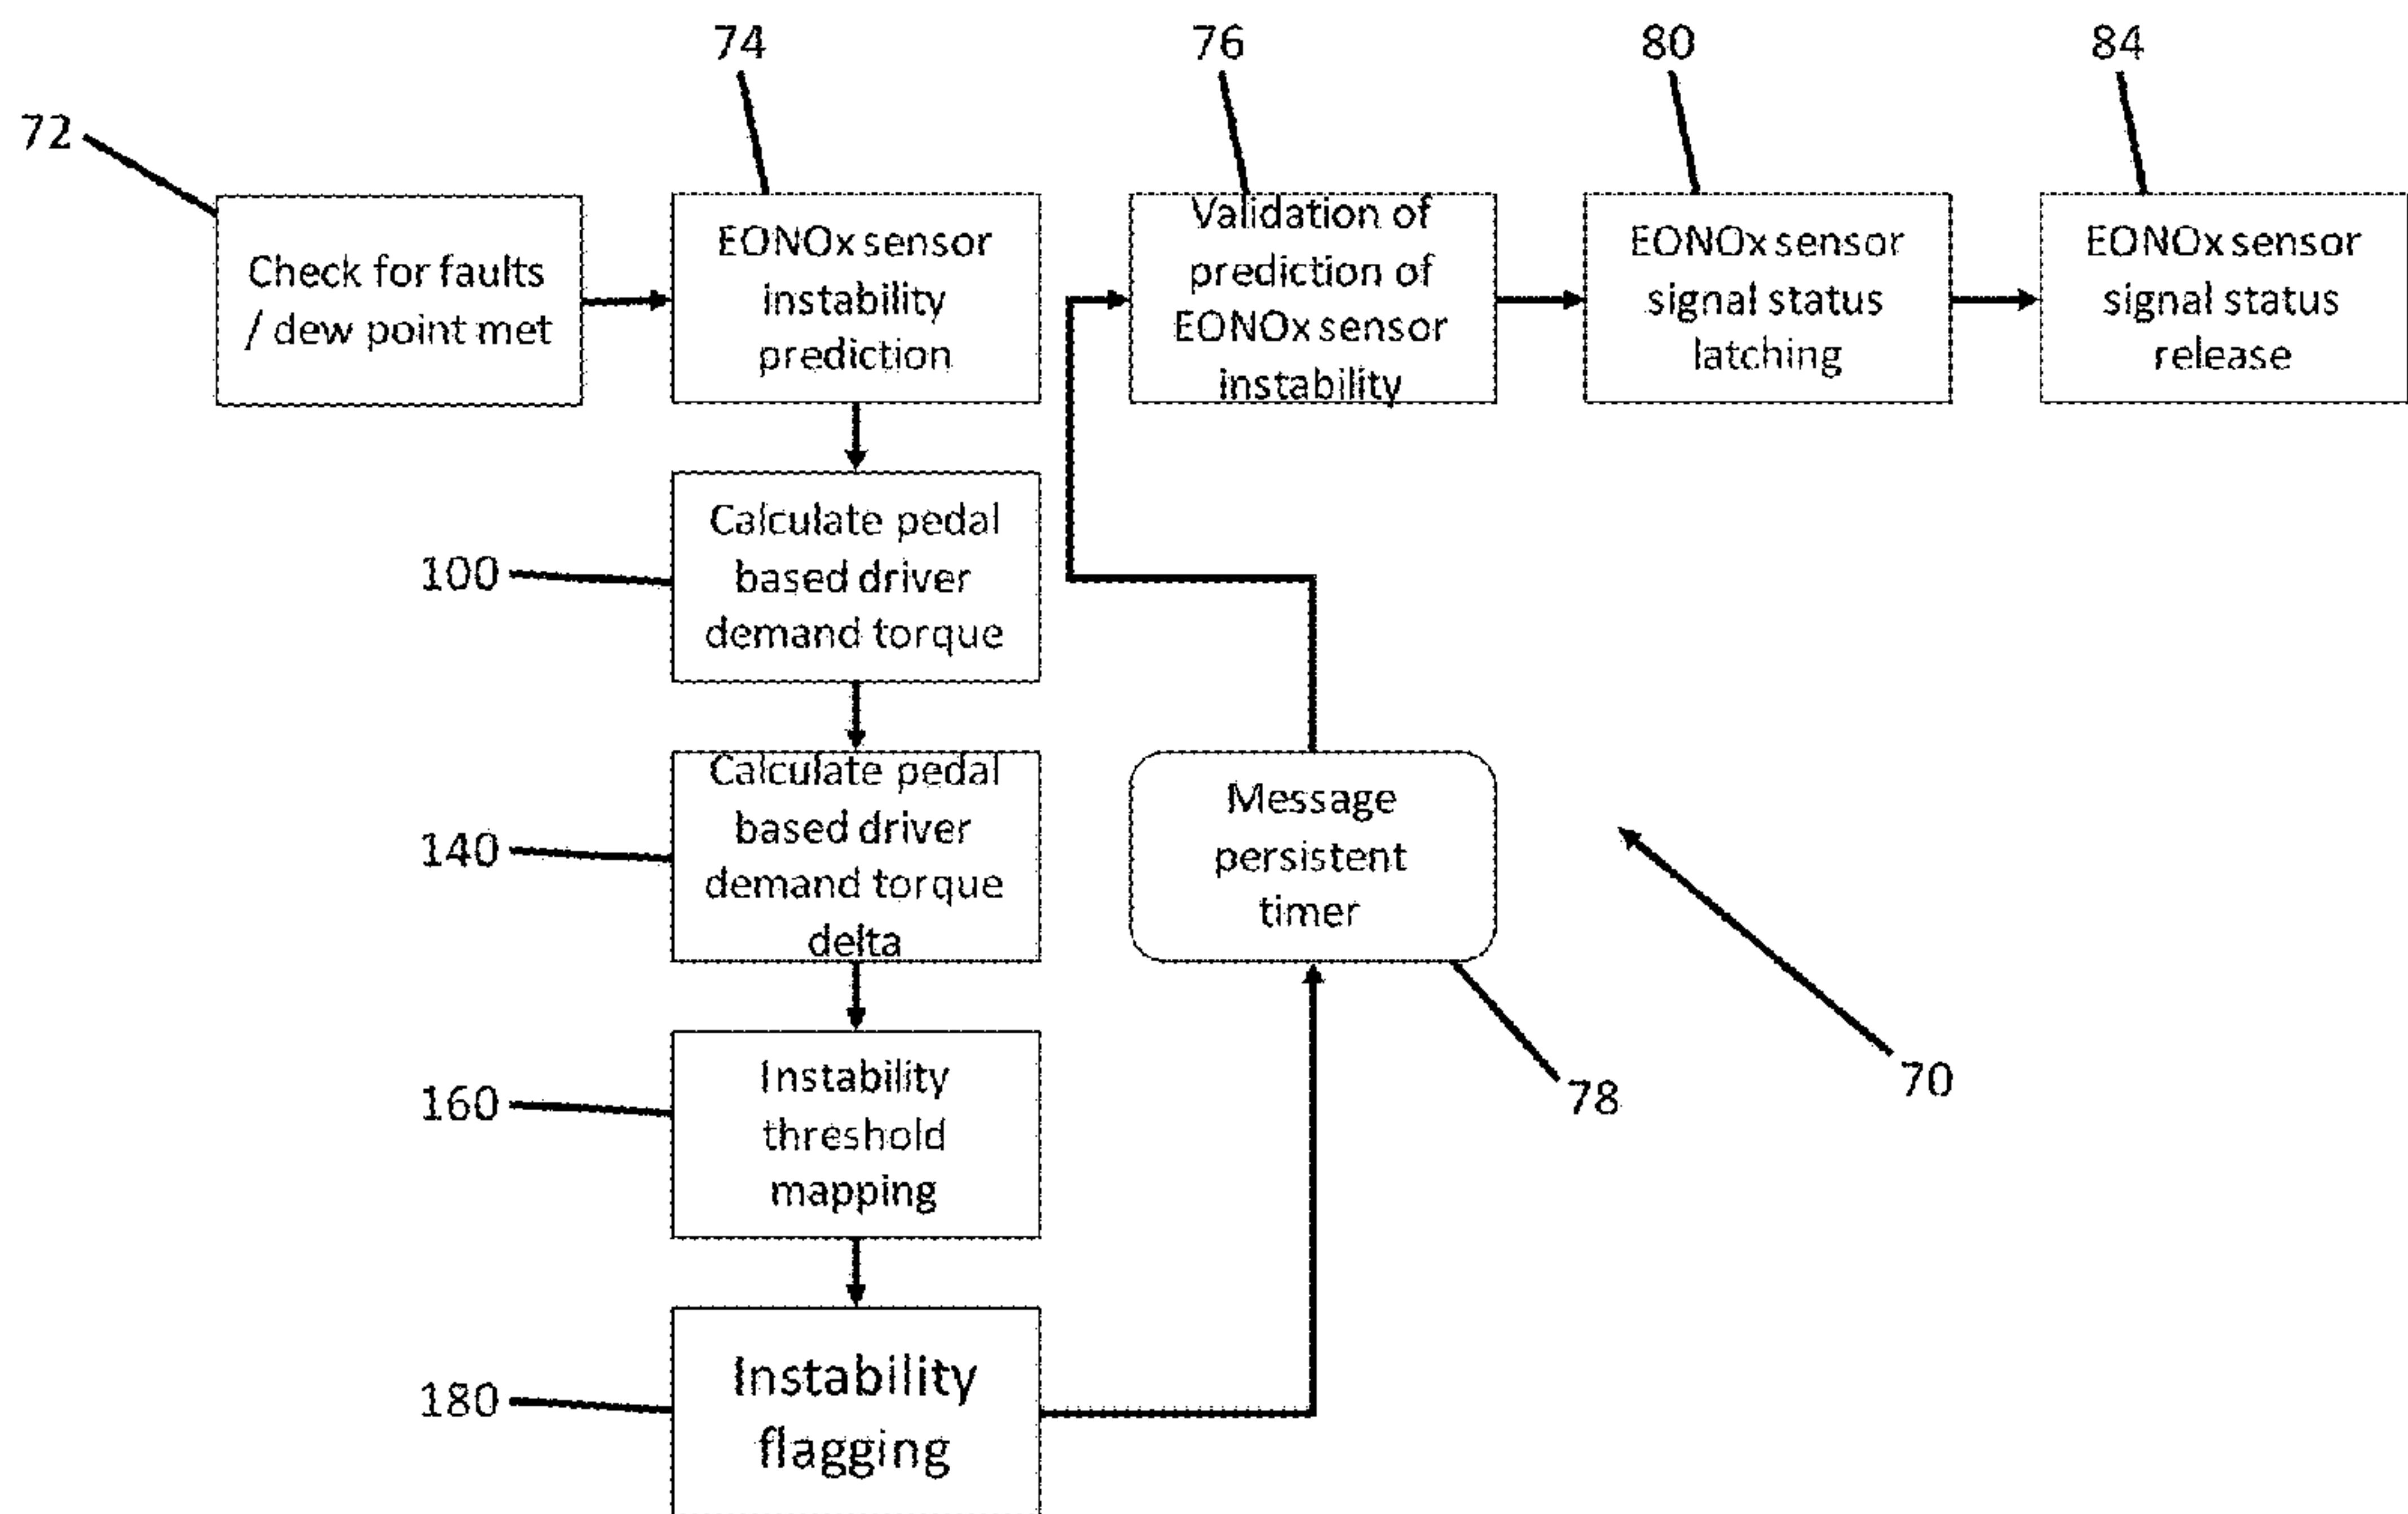 74
76
80
84
72
Check for faults
/ dew point met
EONOx sensor
instability
prediction
Validation of
prediction of
EONOx sensor
instability
EONOx sensor
signal status
latching
EONOx sensor
signal status
release
100
Calculate pedal
based driver
demand torque
140
Calculate pedal
based driver
demand torque
delta
Message
persistent
timer
78
70
160
Instability
threshold
mapping
180
Instability
flagging